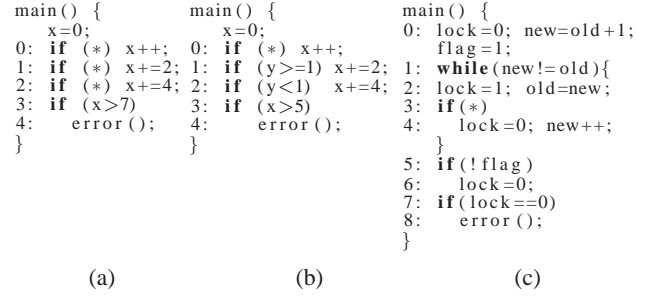 main() {
x=0;
0: if (*) x++;
1: if (*) x+=2;
2: if (*) x+=4;
3: if (x>7)
4: error();
}
(a)
main() {
x=0;
0: if (*) x++;
1: if (y>=1) x+=2;
2: if (y<1) x+=4;
3: if (x>5)
4: error();
}
(b)
main() {
0: lock=0; new=old+1;
flag=1;
1: while(new!=old){
2: lock=1; old=new;
3: if(*)
4: lock=0; new++;
}
5: if(!flag)
6: lock=0;
7: if(lock==0)
8: error();
}
(c)